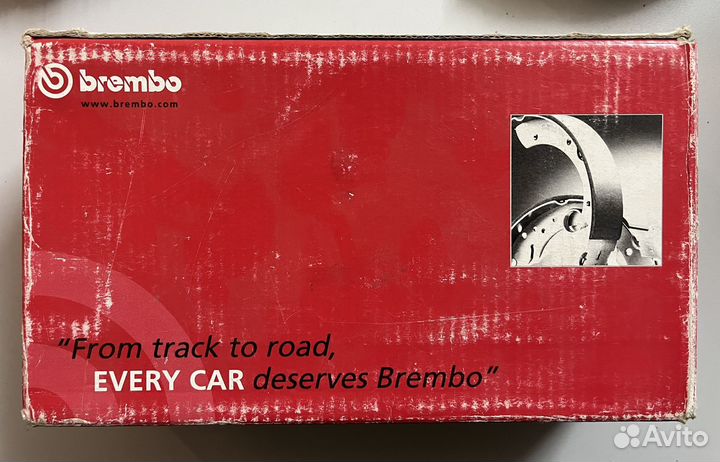 brembo
www.brembo.com
"From track to road,
EVERY CAR deserves Brembo"
Avito